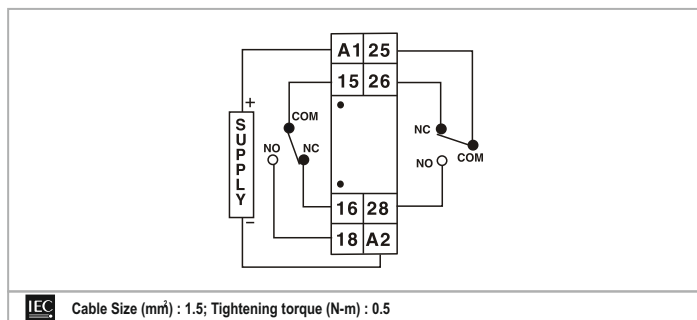 A1 25
15 26
+
SUPPLY
COM
NO
NC
NC
NO
COM
16 28
18 A2
–
IEC Cable Size (mm²) : 1.5; Tightening torque (N-m) : 0.5